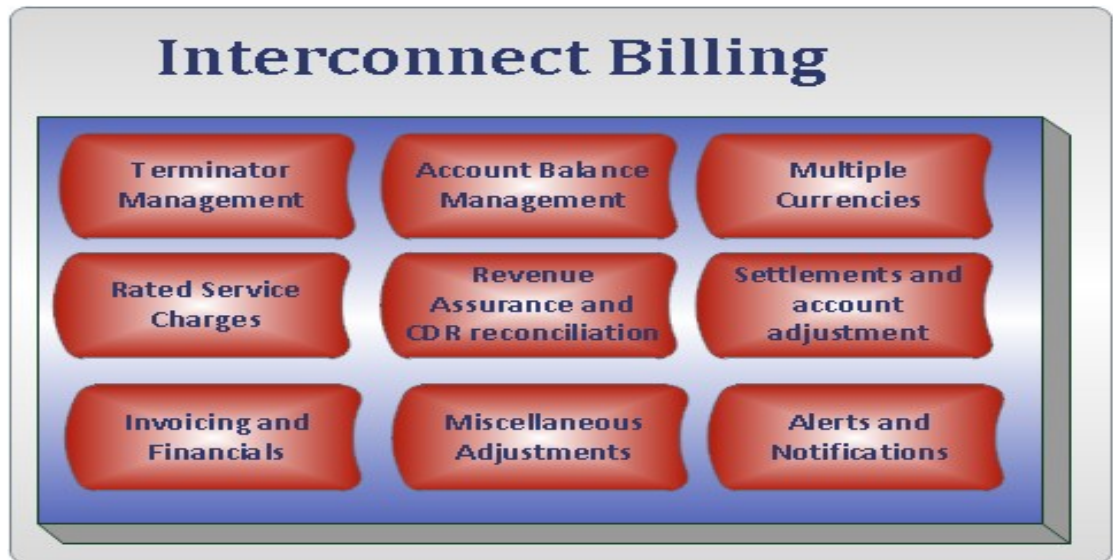 Interconnect Billing
Terminator
Management
Account Balance
Management
Multiple
Currencies
Rated Service
Charges
Revenue
Assurance and
CDR reconciliation
Settlements and
account
adjustment
Invoicing and
Financials
Miscellaneous
Adjustments
Alerts and
Notifications